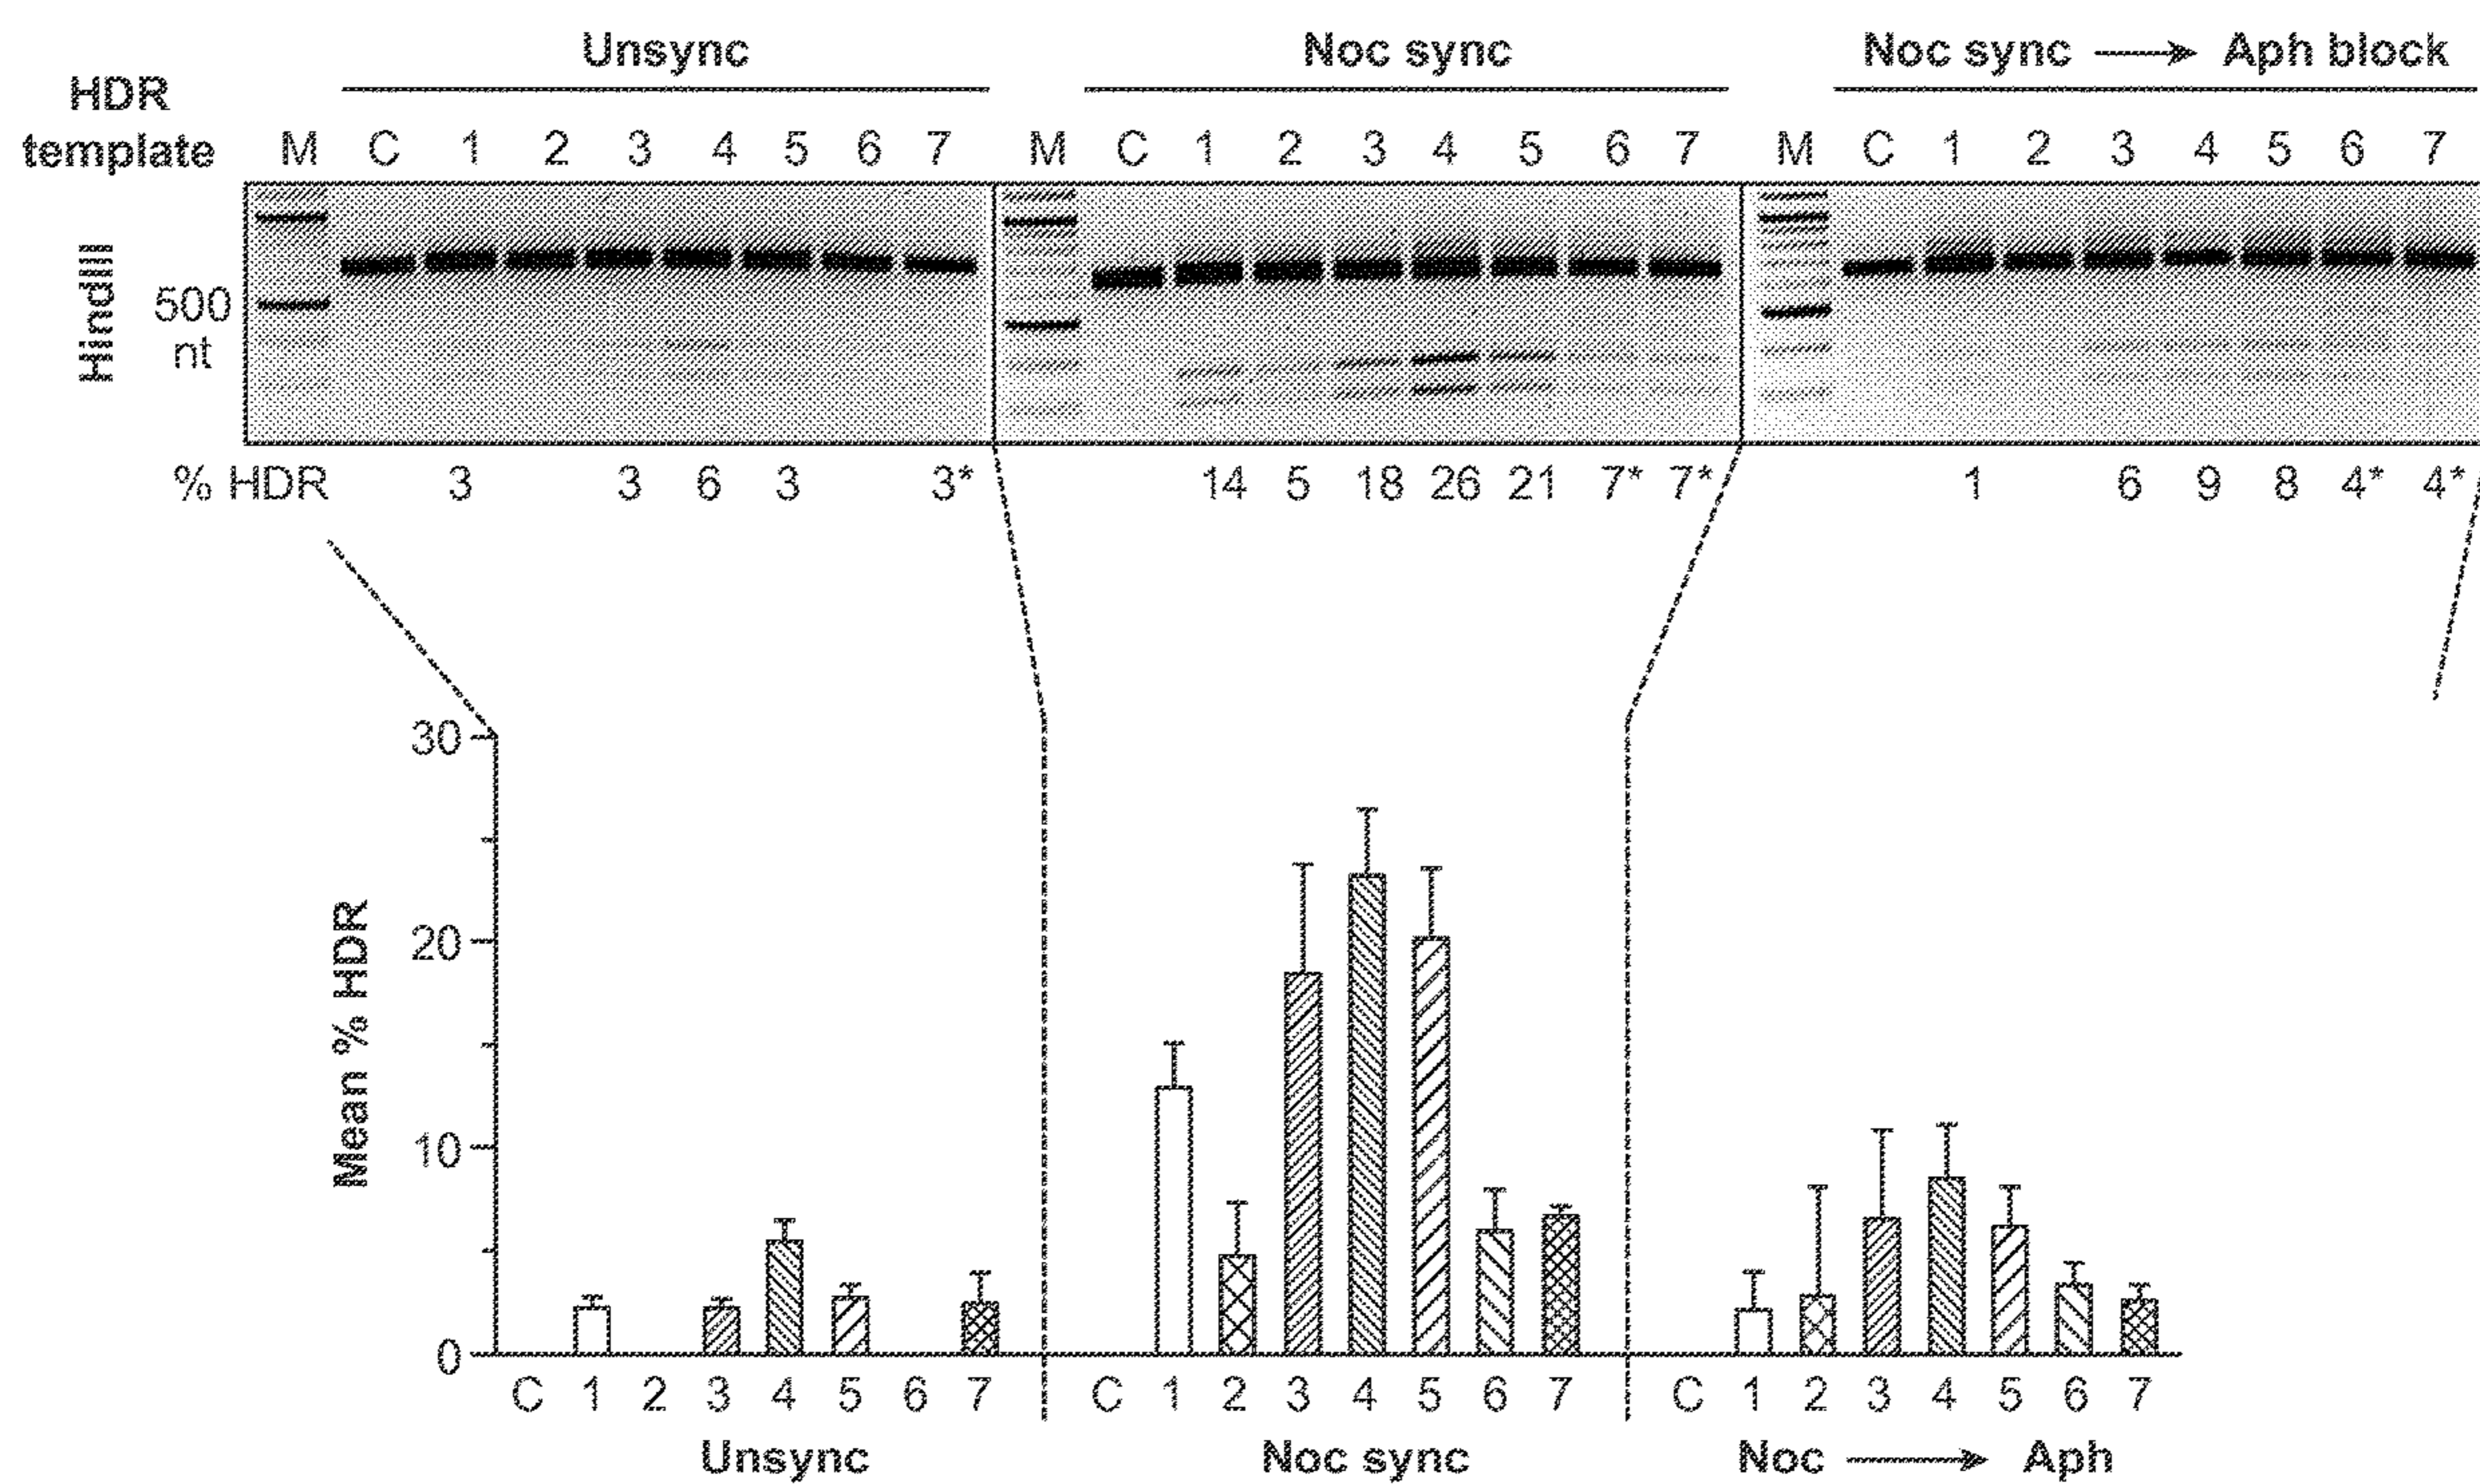 Unsync Noc sync Noc sync → Aph block
HDR
template M C 1 2 3 4 5 6 7 M C 1 2 3 4 5 6 7 M C 1 2 3 4 5 6 7
HindIII
500
nt
% HDR 3 3 6 3 3* 14 5 18 26 21 7* 7* 1 6 9 8 4* 4*
Mean % HDR
30
20
10
0
C 1 2 3 4 5 6 7 C 1 2 3 4 5 6 7 C 1 2 3 4 5 6 7
Unsync Noc sync Noc → Aph